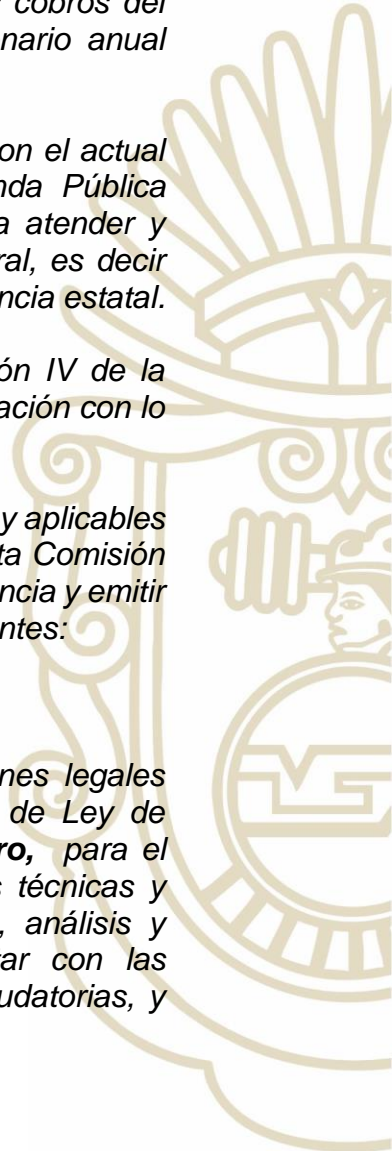 cobros del
nario anual
on el actual
nda Pública
a atender y
ral, es decir
ncia estatal.
ón IV de la
ación con lo
y aplicables
ta Comisión
ncia y emitir
ntes:
nes legales
de Ley de
ro, para el
s técnicas y
, análisis y
ar con las
udatorias, y